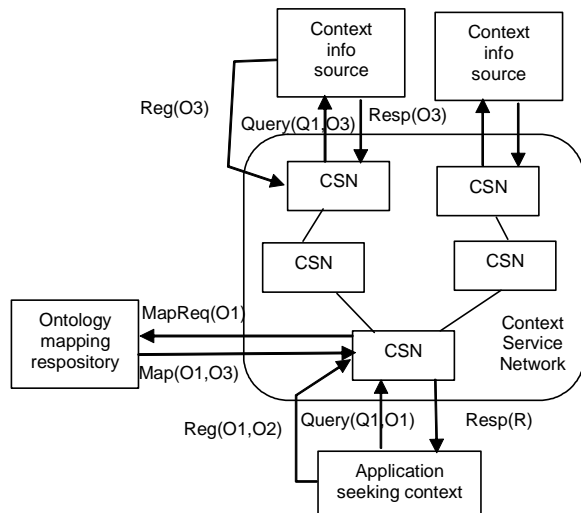 Context
info
source
Context
info
source
Reg(O3)
Query(Q1,O3)
Resp(O3)
CSN
CSN
CSN
CSN
Ontology
mapping
respository
MapReq(O1)
Map(O1,O3)
CSN
Context
Service
Network
Reg(O1,O2)
Query(Q1,O1)
Resp(R)
Application
seeking context